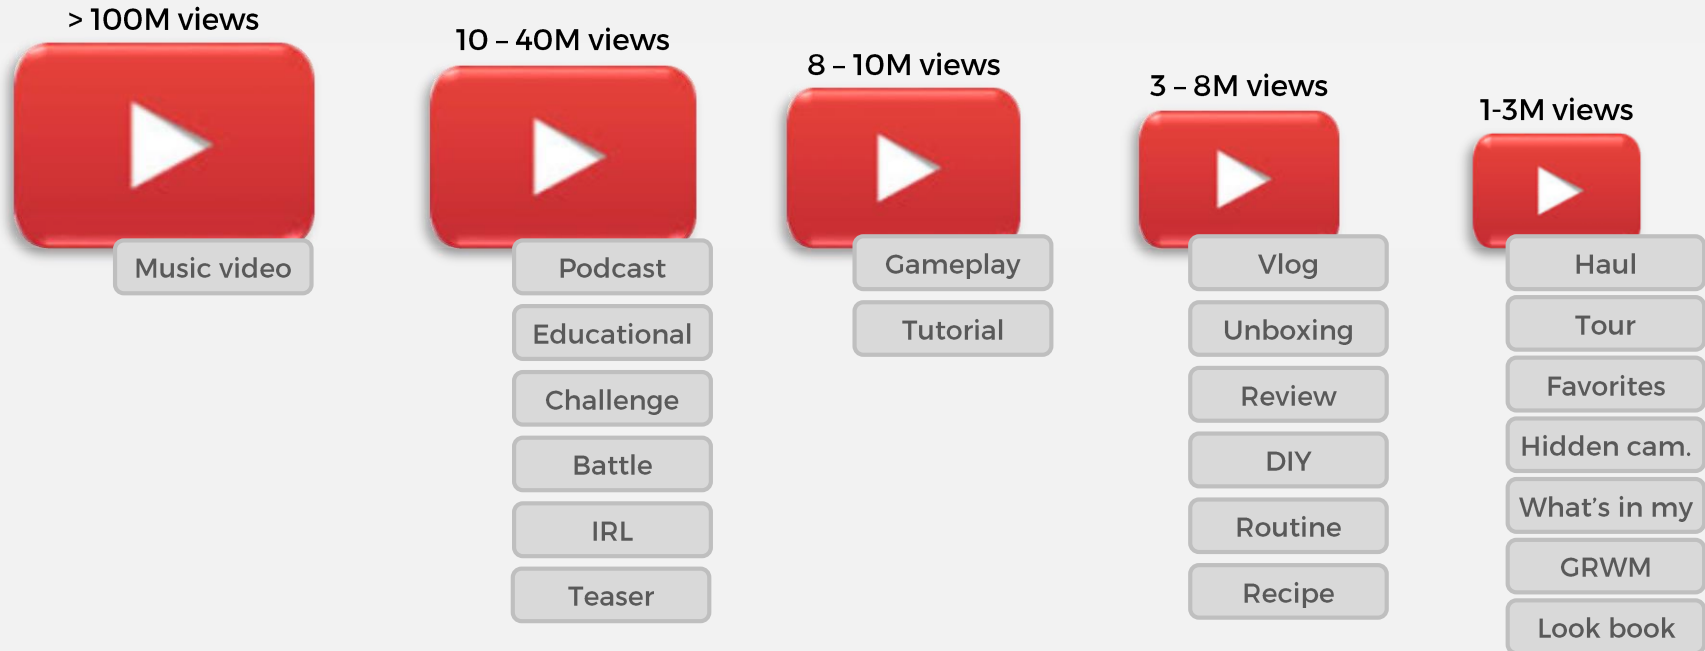 > 100M views
Music video
10 – 40M views
Podcast
Educational
Challenge
Battle
IRL
Teaser
8 – 10M views
Gameplay
Tutorial
3 – 8M views
Vlog
Unboxing
Review
DIY
Routine
Recipe
1-3M views
Haul
Tour
Favorites
Hidden cam.
What's in my
GRWM
Look book